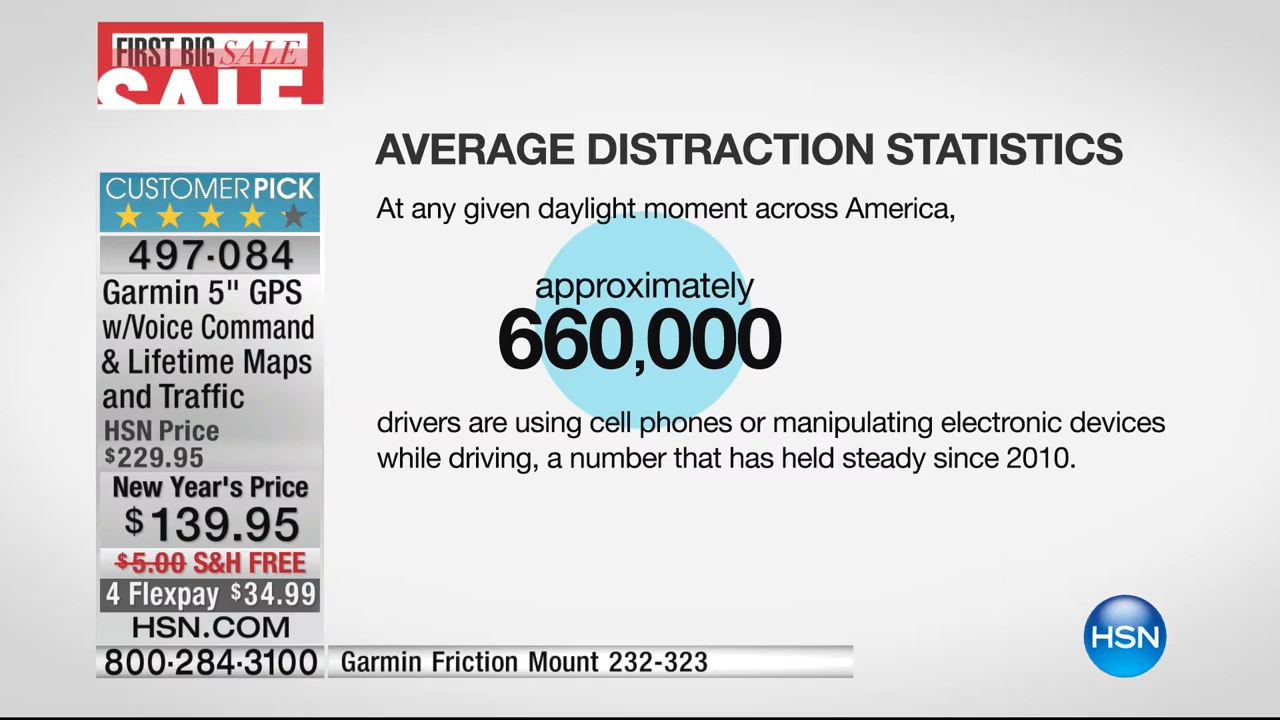 FIRST BIG SALE
SALE
CUSTOMER PICK
497·084
Garmin 5" GPS
w/Voice Command
& Lifetime Maps
and Traffic
HSN Price
$229.95
New Year's Price
$139.95
$5.00 S&H FREE
4 Flexpay $34.99
HSN.COM
800·284·3100
AVERAGE DISTRACTION STATISTICS
At any given daylight moment across America,
approximately
660,000
drivers are using cell phones or manipulating electronic devices
while driving, a number that has held steady since 2010.
Garmin Friction Mount 232-323
HSN